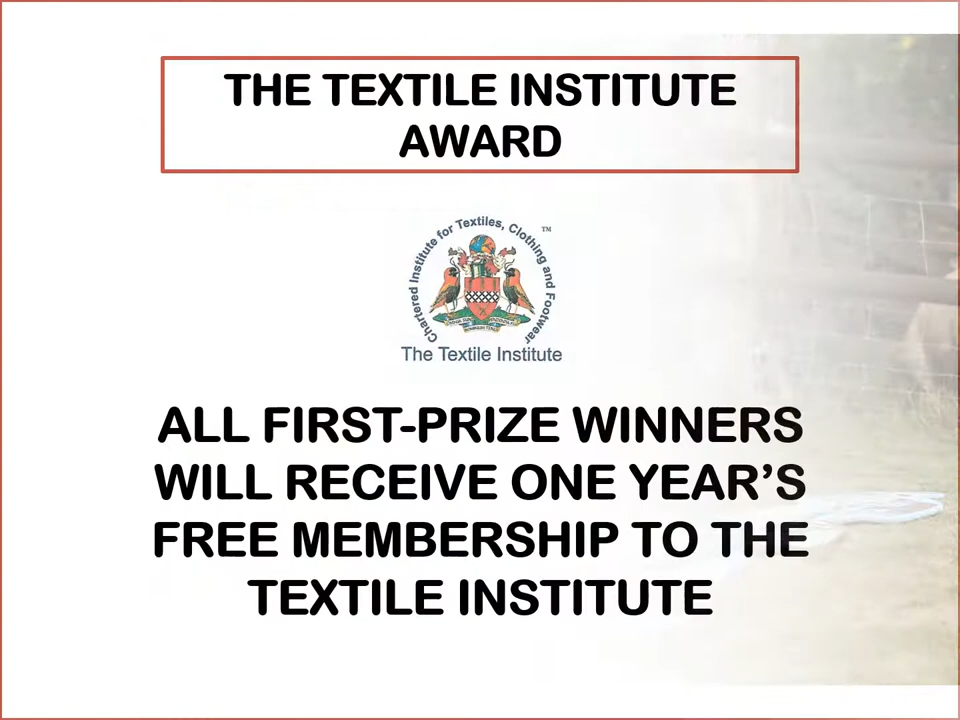 THE TEXTILE INSTITUTE
AWARD
Chartered Institute for Textiles, Clothing and Footwear
TM
The Textile Institute
ALL FIRST-PRIZE WINNERS
WILL RECEIVE ONE YEAR’S
FREE MEMBERSHIP TO THE
TEXTILE INSTITUTE